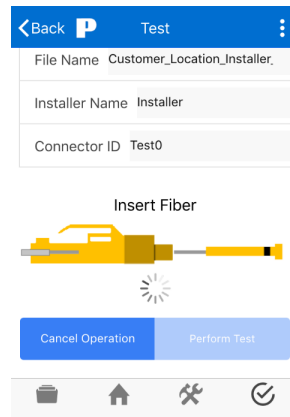 Back P Test
File Name Customer_Location_Installer_
Installer Name Installer
Connector ID Test0
Insert Fiber
Cancel Operation Perform Test